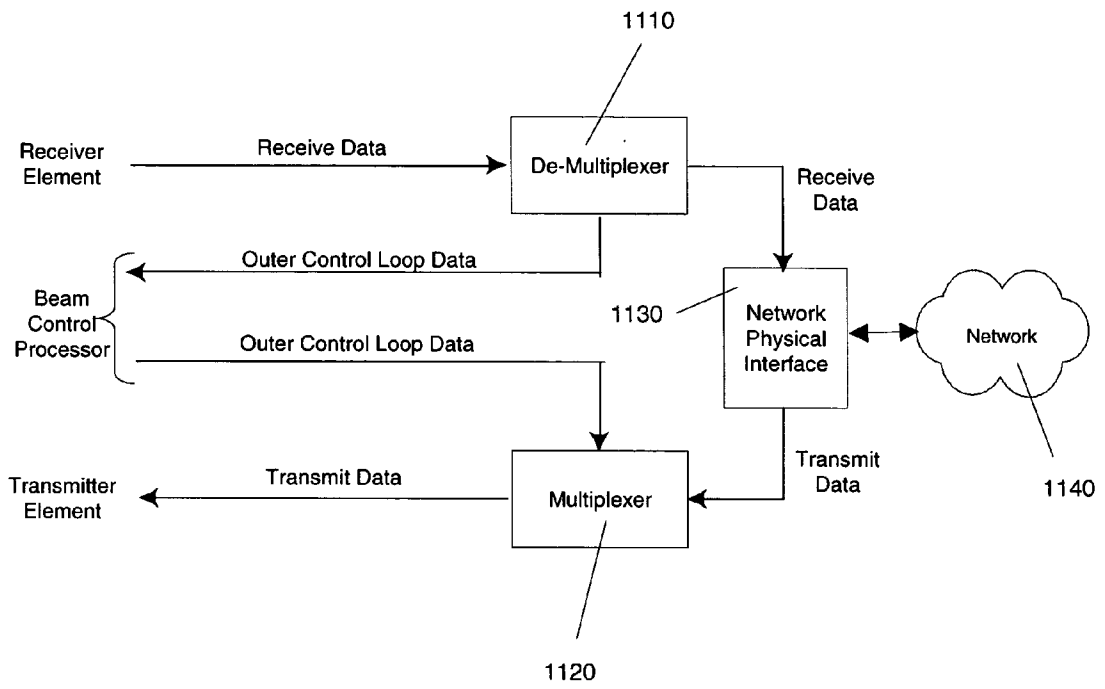 1110
Receiver
Element
Receive Data
De-Multiplexer
Receive
Data
Outer Control Loop Data
Beam
Control
Processor
1130
Network
Physical
Interface
Network
Outer Control Loop Data
Transmitter
Element
Transmit Data
Multiplexer
Transmit
Data
1140
1120